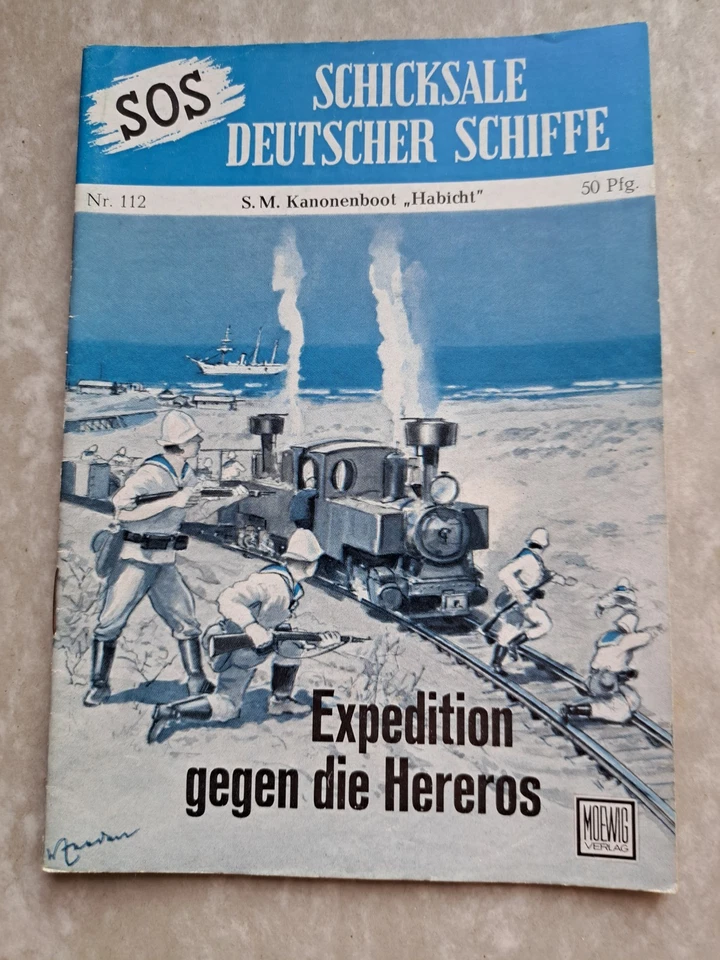 SOS
SCHICKSALE
DEUTSCHER SCHIFFE
Nr. 112
S. M. Kanonenboot „Habicht"
50 Pfg.
Expedition
gegen die Hereros
MOEWIG
VERLAG